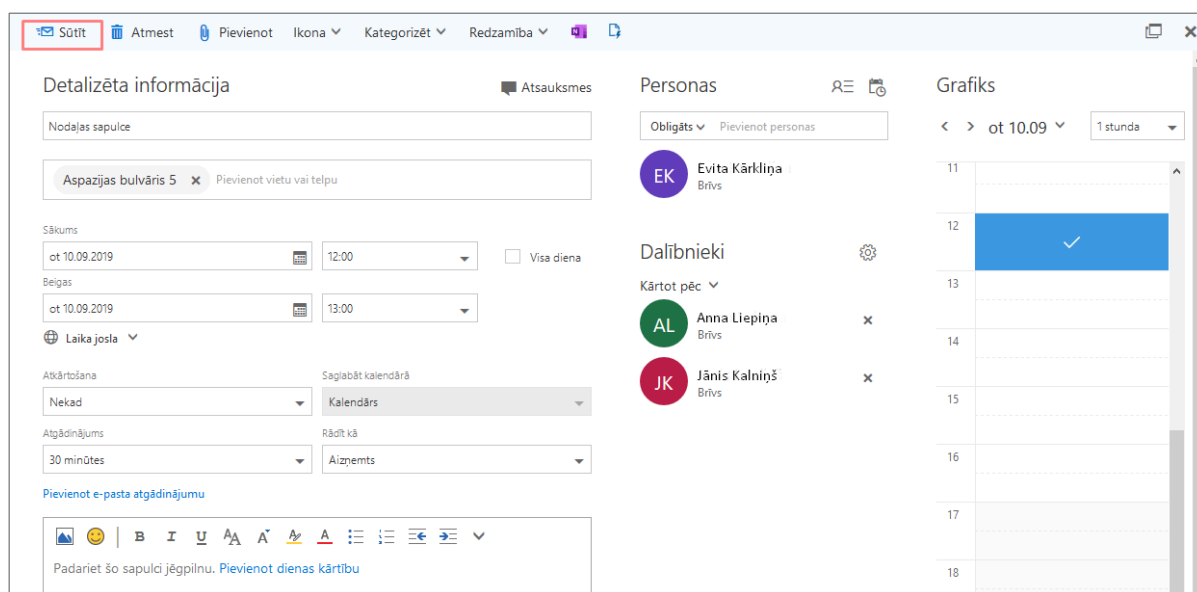 Sūtīt Atmest Pievienot Ikona Kategorizēt Redzamība
Detalizēta informācija
Atsauksmes
Nodaļas sapulce
Aspazijas bulvāris 5 Pievienot vietu vai telpu
Sākums
ot 10.09.2019 12:00 Visa diena
Beigas
ot 10.09.2019 13:00
Laika josla
Atkārtošana Saglabāt kalendārā
Nekad Kalendārs
Atgādinājums Rādīt kā
30 minūtes Aizņemts
Pievienot e-pasta atgādinājumu
B I U AA A A A
Padariet šo sapulci jēgpilnu. Pievienot dienas kārtību
Personas
Obligāts Pievienot personas
EK Evita Kārkliņa
Brīvs
Dalībnieki
Kārtot pēc
AL Anna Liepiņa
Brīvs
JK Jānis Kalniņš
Brīvs
Grafiks
ot 10.09 1 stunda
11
12
13
14
15
16
17
18